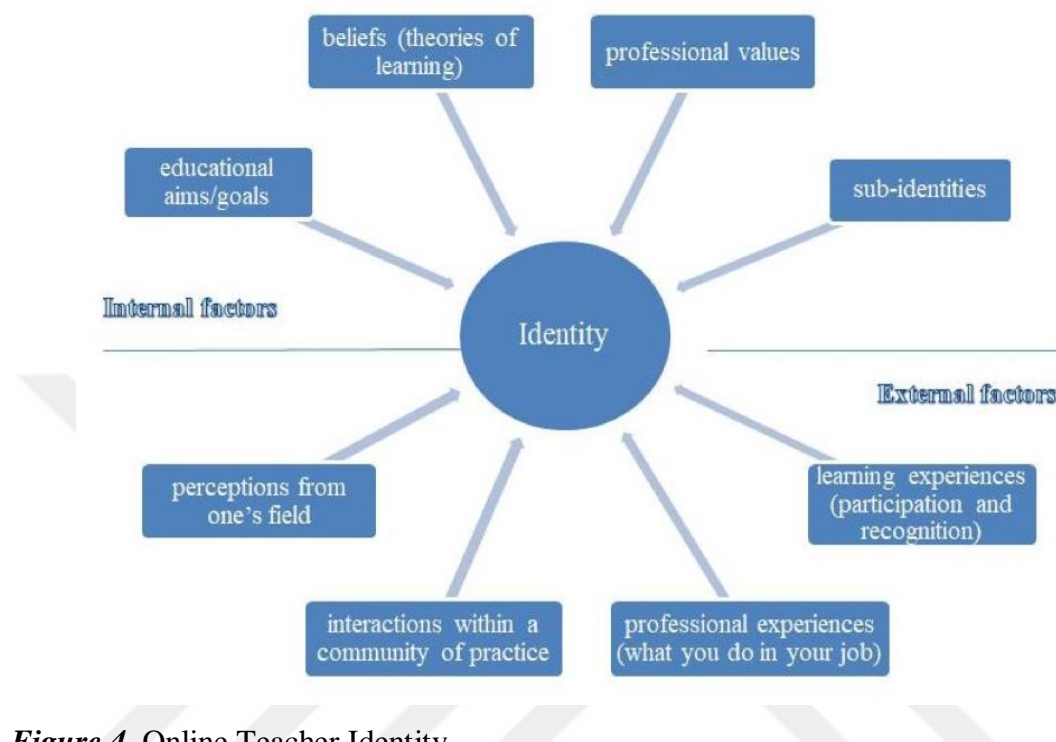 beliefs (theories of
learning)
professional values
educational
aims/goals
sub-identities
Internal factors
Identity
External factors
perceptions from
one's field
learning experiences
(participation and
recognition)
interactions within a
community of practice
professional experiences
(what you do in your job)
Figure 4. Online Teacher Identity